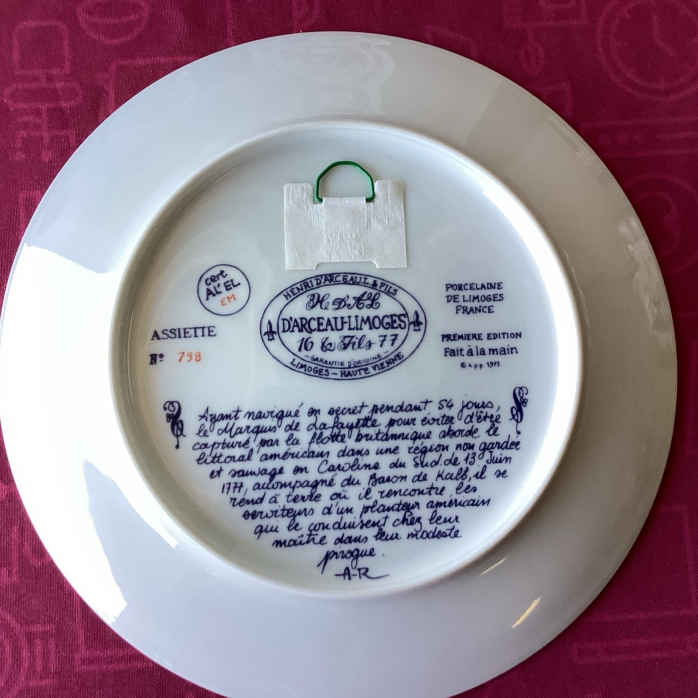 cert
AL'EL
EM
ASSIETTE
No 798
HENRI D'ARCEAU L. & FILS
H. D'A & L
D'ARCEAU-LIMOGES
16 & Fils 77
GARANTIE D'ORIGINE
LIMOGES - HAUTE VIENNE
PORCELAINE
DE LIMOGES
FRANCE
PREMIERE EDITION
Fait à la main
Ayant navigué en secret pendant 54 jours,
le Marquis de Lafayette pour éviter d'être
capturé par la flotte britannique aborde le
littoral américain dans une région non gardée
et sauvage en Caroline du Sud. Le 13 Juin
1777, accompagné du Baron de Kalb, il se
rend à terre où il rencontre les
serviteurs d'un planteur américain
qui le conduisent chez leur
maître dans leur modeste
pirogue.
A-R